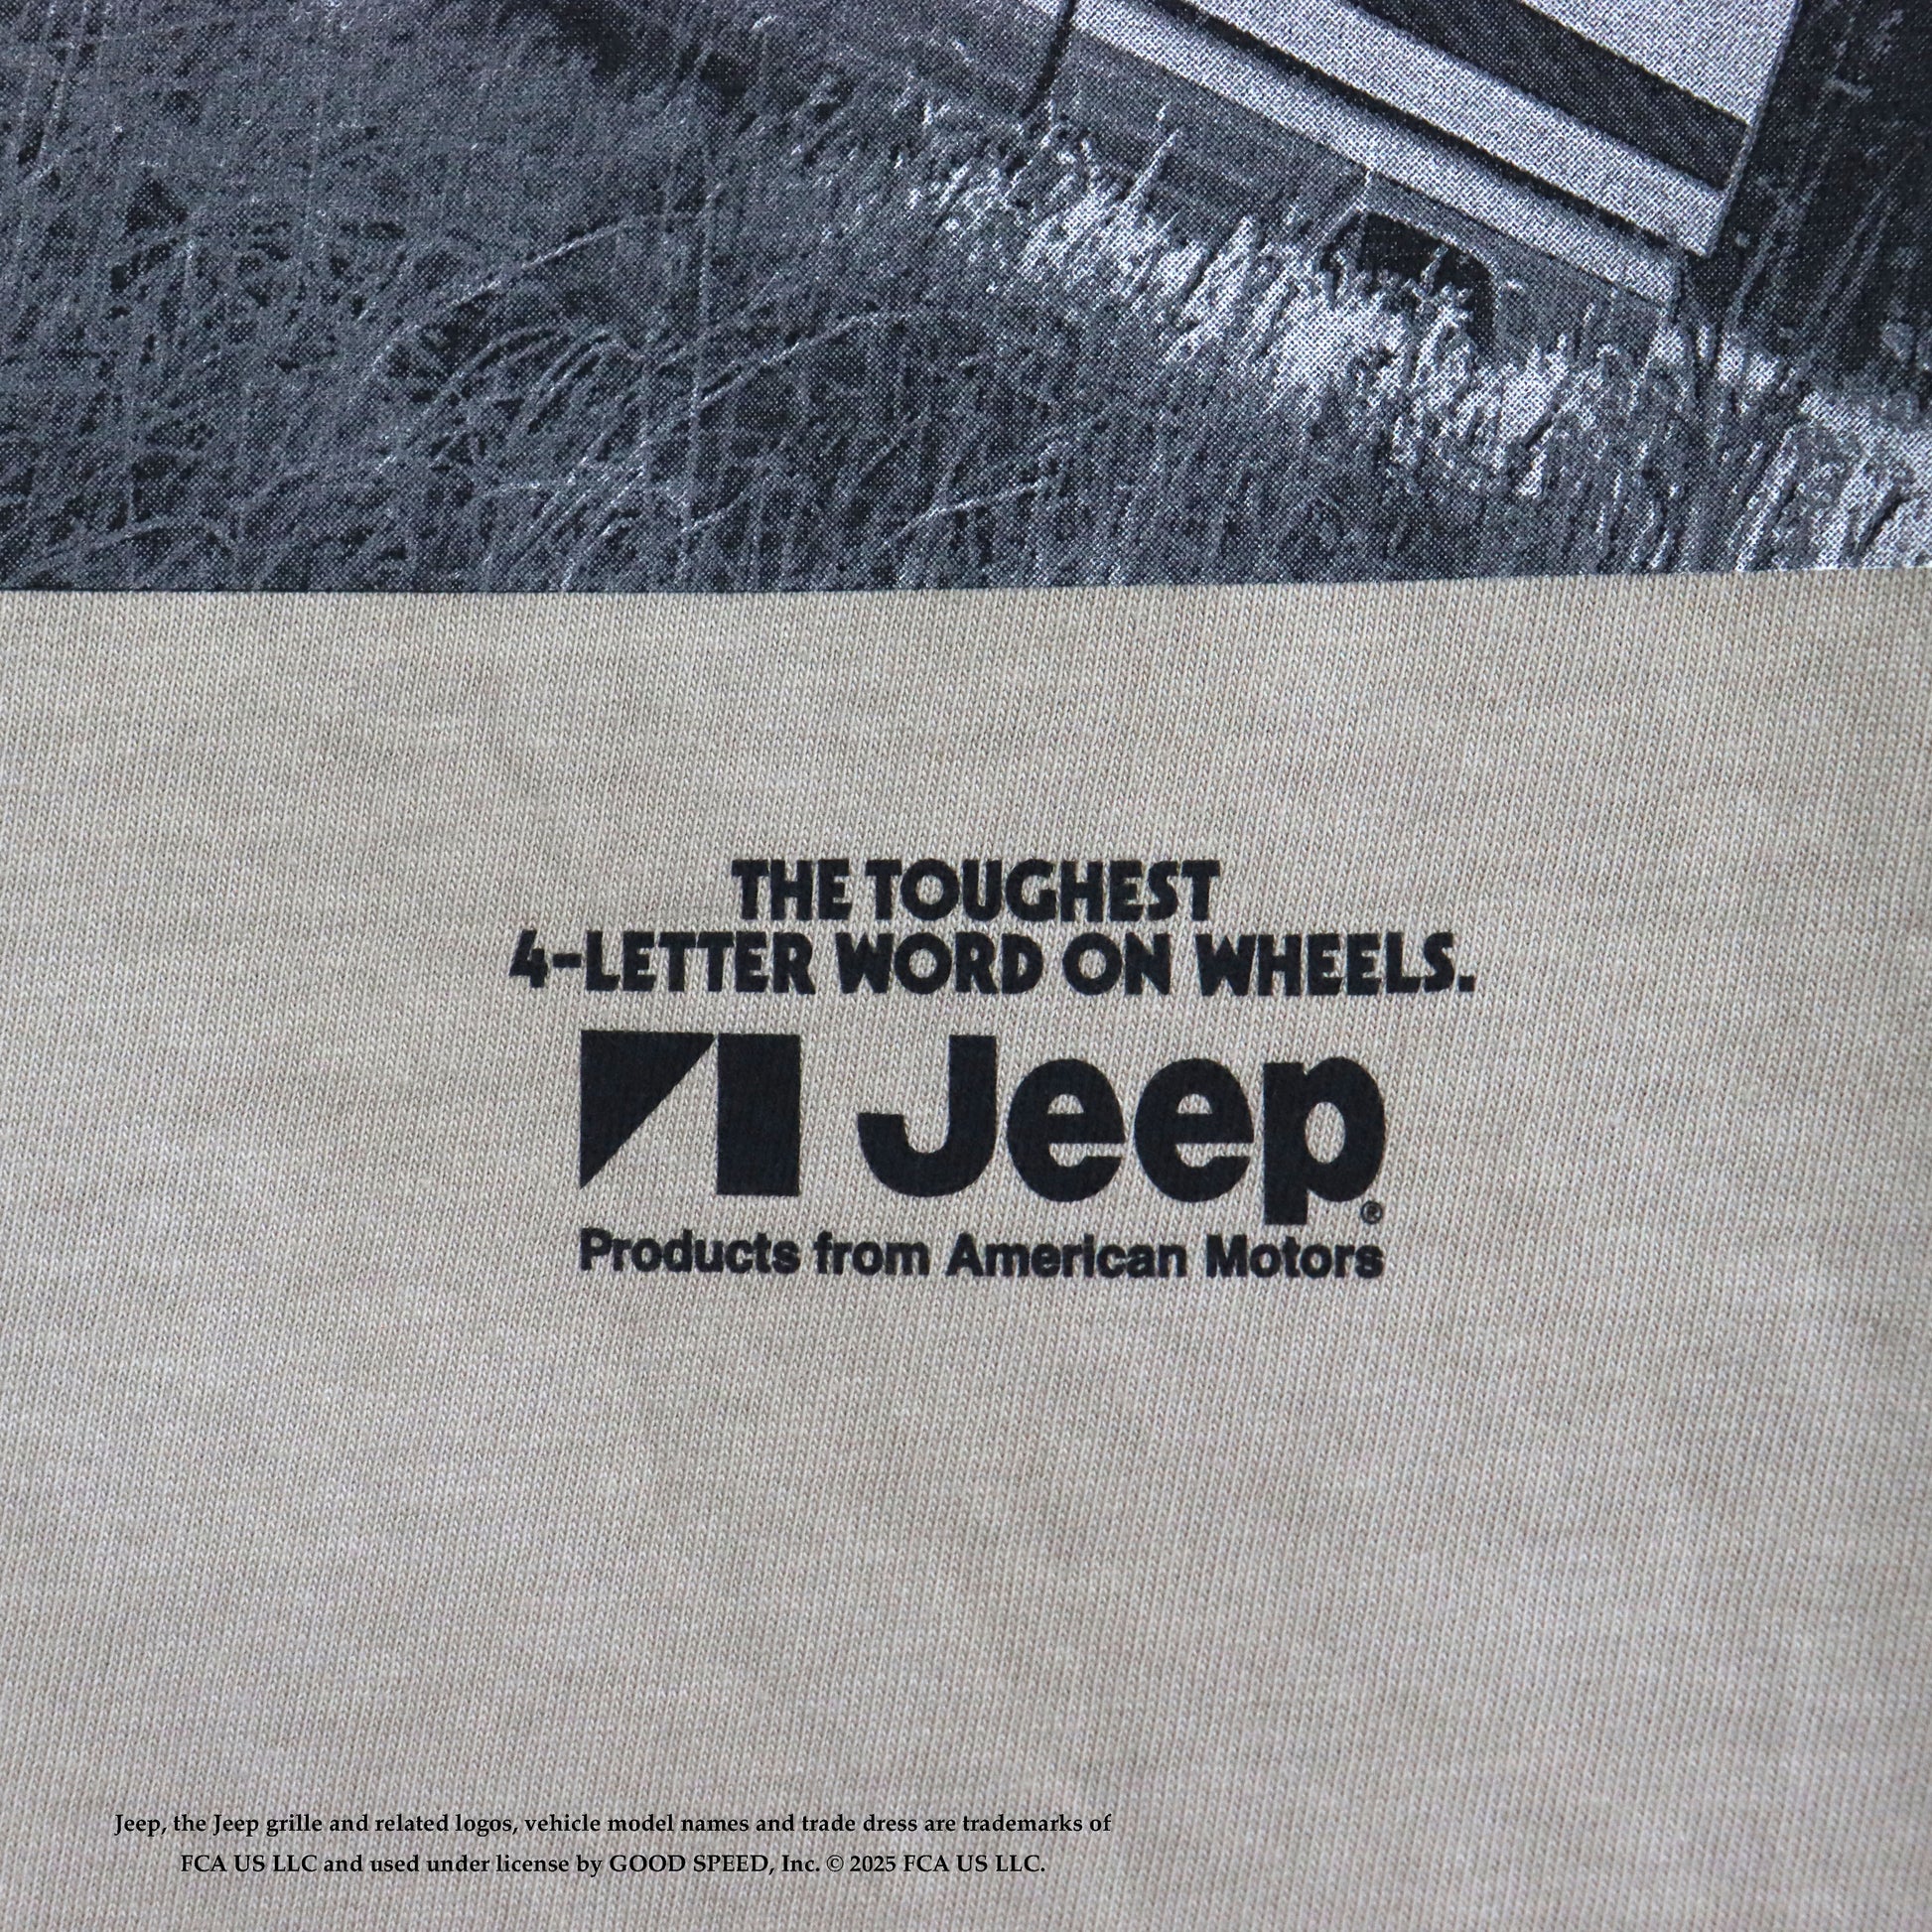 THE TOUGHEST
4-LETTER WORD ON WHEELS.
Jeep®
Products from American Motors
Jeep, the Jeep grille and related logos, vehicle model names and trade dress are trademarks of
FCA US LLC and used under license by GOOD SPEED, Inc. © 2025 FCA US LLC.